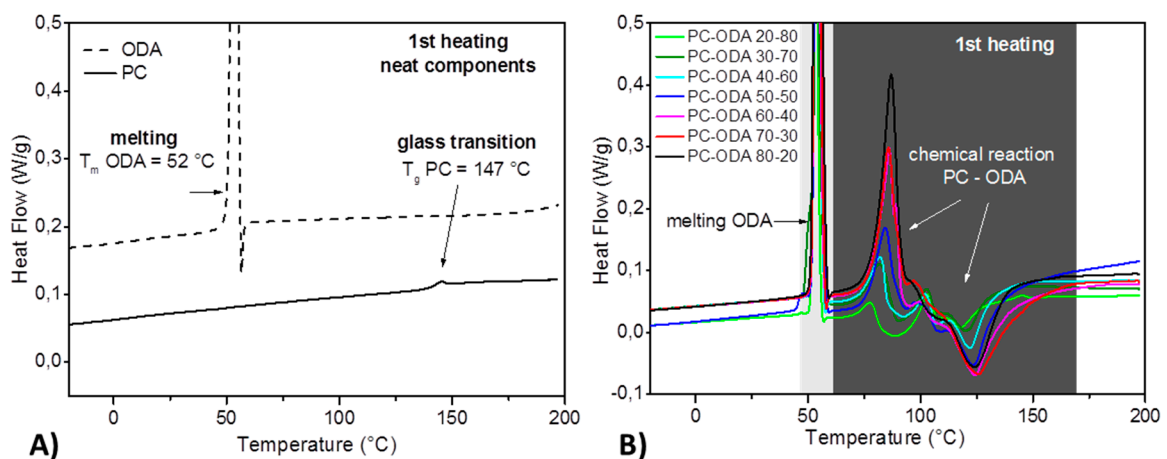 0,5
0,4
0,3
0,2
0,1
0,0
Heat Flow (W/g)
ODA
PC
1st heating
neat components
melting
Tm ODA = 52 °C
glass transition
Tg PC = 147 °C
0 50 100 150 200
Temperature (°C)
A)
0,5
0,4
0,3
0,2
0,1
0,0
-0,1
Heat Flow (W/g)
PC-ODA 20-80
PC-ODA 30-70
PC-ODA 40-60
PC-ODA 50-50
PC-ODA 60-40
PC-ODA 70-30
PC-ODA 80-20
1st heating
chemical reaction
PC - ODA
melting ODA
0 50 100 150 200
Temperature (°C)
B)